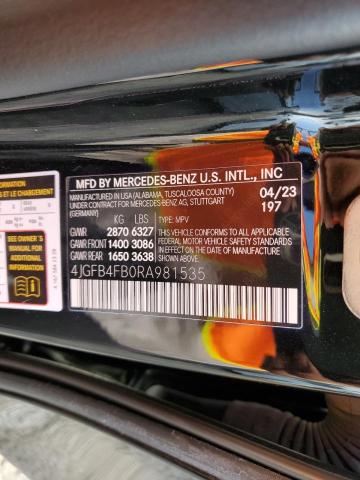 MFD BY MERCEDES-BENZ U.S. INTL., INC
MANUFACTURED IN USA (ALABAMA, TUSCALOOSA COUNTY) 04/23
UNDER CONTRACT FOR MERCEDES-BENZ AG, STUTTGART 197
KG LBS TYPE: MPV
GVWR 2870 6327
GAWR FRONT 1400 3086
GAWR REAR 1650 3638
THIS VEHICLE CONFORMS TO ALL APPLICABLE
FEDERAL MOTOR VEHICLE SAFETY STANDARDS
IN EFFECT ON THE DATE OF
MANUFACTURE SHOWN ABOVE.
4JGFB4FB0RA981535
SEE OWNER'S
MANUAL FOR
ADDITIONAL
INFORMATION